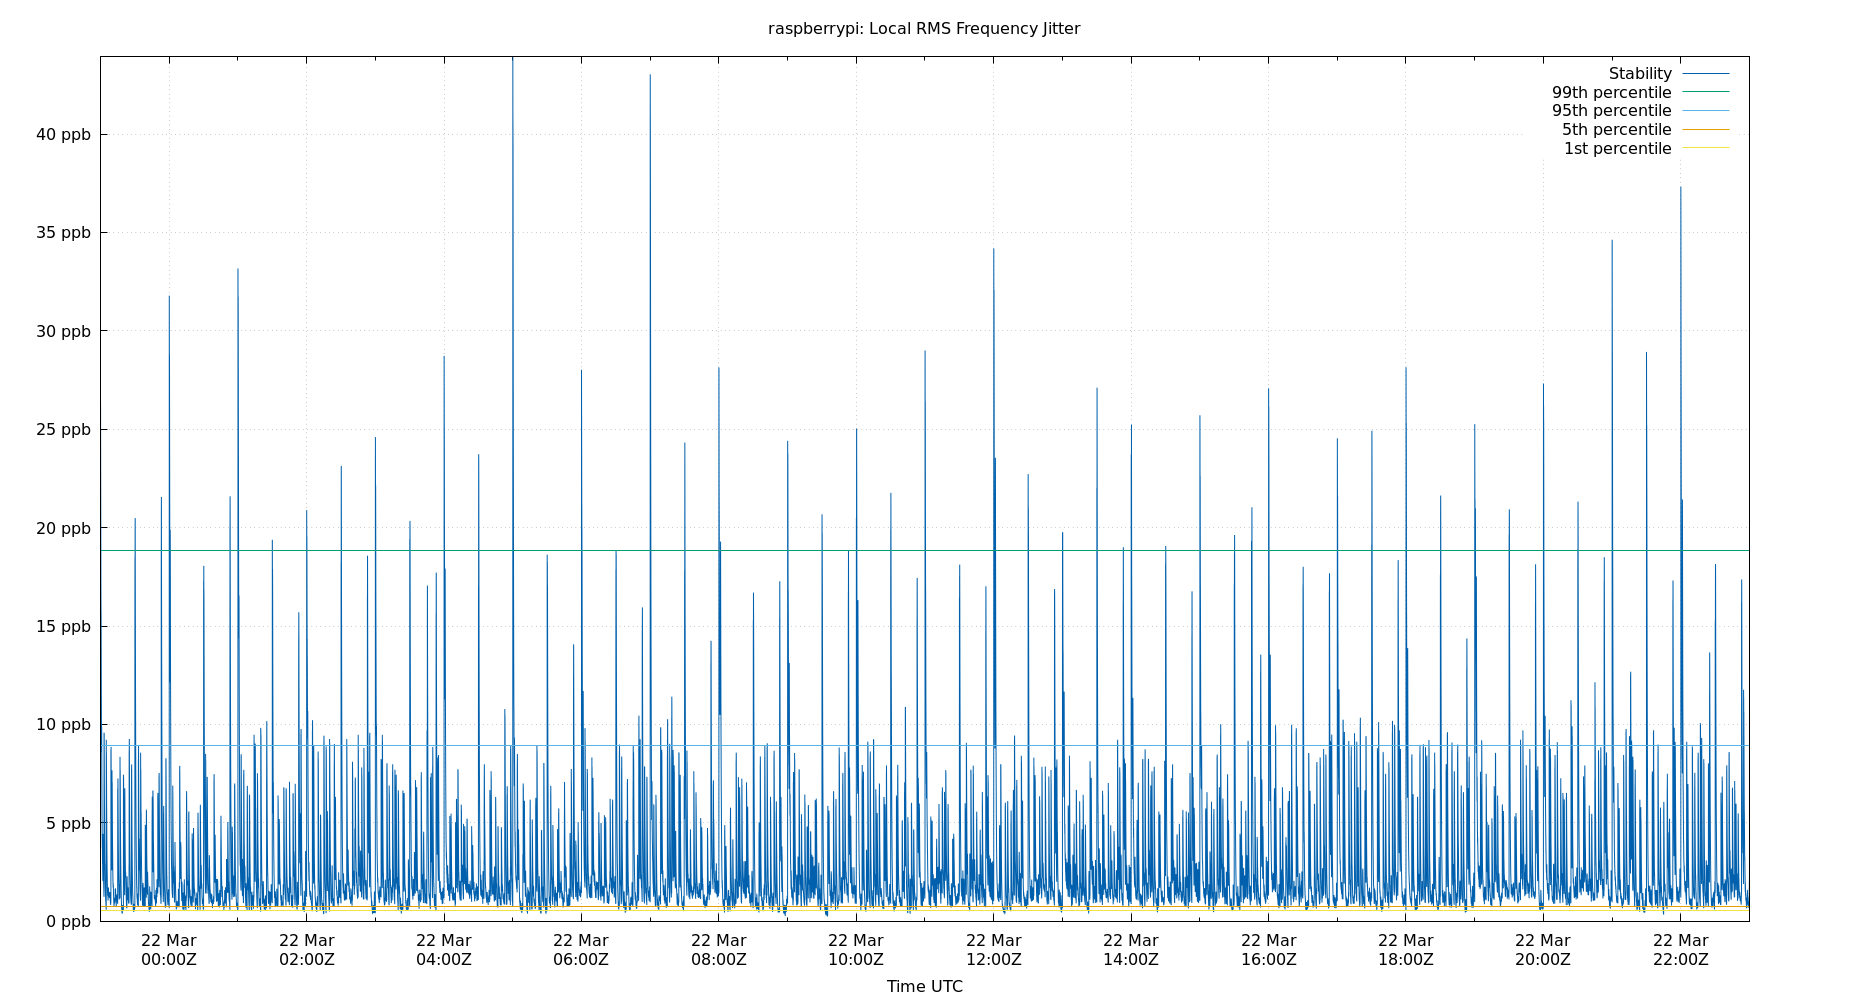 raspberrypi: Local RMS Frequency Jitter
Stability
99th percentile
95th percentile
5th percentile
1st percentile
40 ppb
35 ppb
30 ppb
25 ppb
20 ppb
15 ppb
10 ppb
5 ppb
0 ppb
22 Mar 22 Mar 22 Mar 22 Mar 22 Mar 22 Mar 22 Mar 22 Mar 22 Mar 22 Mar 22 Mar 22 Mar
00:00Z 02:00Z 04:00Z 06:00Z 08:00Z 10:00Z 12:00Z 14:00Z 16:00Z 18:00Z 20:00Z 22:00Z
Time UTC